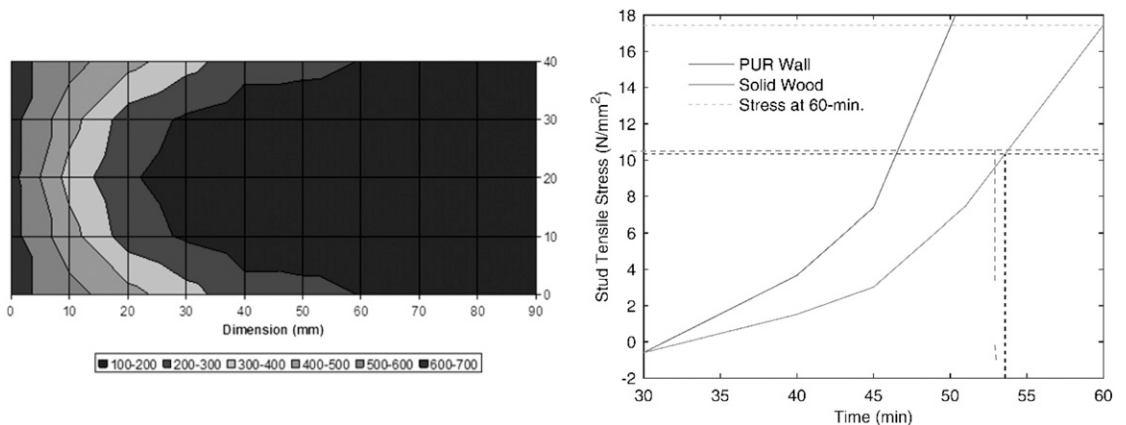 40
30
20
10
0
0 10 20 30 40 50 60 70 80 90
Dimension (mm)
100-200 200-300 300-400 400-500 500-600 600-700
18
16
14
12
10
8
6
4
2
0
-2
Stud Tensile Stress (N/mm²)
PUR Wall
Solid Wood
Stress at 60-min.
30 35 40 45 50 54 60
Time (min)